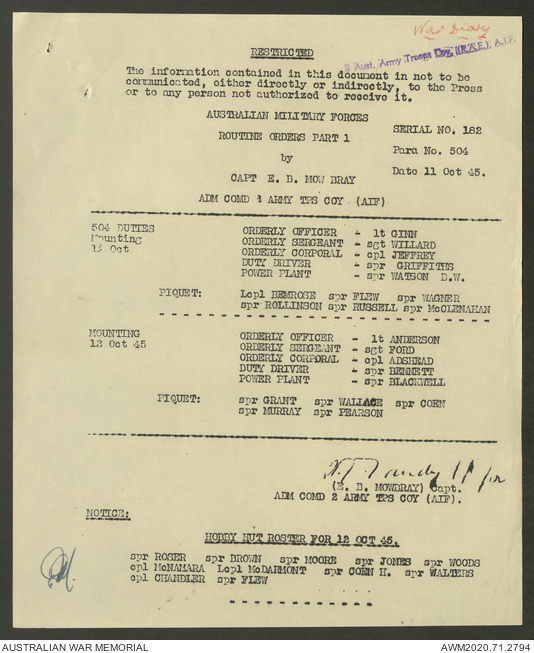 War Diary
2 Aust. Army Troops Coy. (R.A.E.) A.I.F.
RESTRICTED
The information contained in this document in not to be
communicated, either directly or indirectly, to the Press
or to any person not authorized to receive it.
AUSTRALIAN MILITARY FORCES
ROUTINE ORDERS PART 1
SERIAL NO. 182
by
Para No. 504
CAPT E. B. MOW BRAY
Date 11 Oct 45.
ADM COMD 2 ARMY TPS COY (AIF)
504 DUTIES
Mounting
Oct
ORDERLY OFFICER - lt GINN
ORDERLY SERGEANT - sgt WILLARD
ORDERLY CORPORAL - cpl JEFFREY
DUTY DRIVER - spr GRIFFITHS
POWER PLANT - spr WATSON D.W.
PIQUET: Lcpl BEMROSE spr FLEW spr WAGNER
spr ROLLINSON spr RUSSELL spr McCLENAHAN
MOUNTING
12 Oct 45
ORDERLY OFFICER - lt ANDERSON
ORDERLY SERGEANT - sgt FORD
ORDERLY CORPORAL - cpl ADSHEAD
DUTY DRIVER - spr BENNETT
POWER PLANT - spr BLACKWELL
PIQUET: spr GRANT spr WALLACE spr COEN
spr MURRAY spr PEARSON
(E. B. MOWBRAY) Capt.
ADM COMD 2 ARMY TPS COY (AIF).
NOTICE:
HOBBY HUT ROSTER FOR 12 OCT 45.
spr ROSER spr BROWN spr MOORE spr JONES spr WOODS
cpl McNAMARA Lcpl McDARMONT spr COEN H. spr WALTERS
cpl CHANDLER spr FLEW
AUSTRALIAN WAR MEMORIAL
AWM2020.71.2794